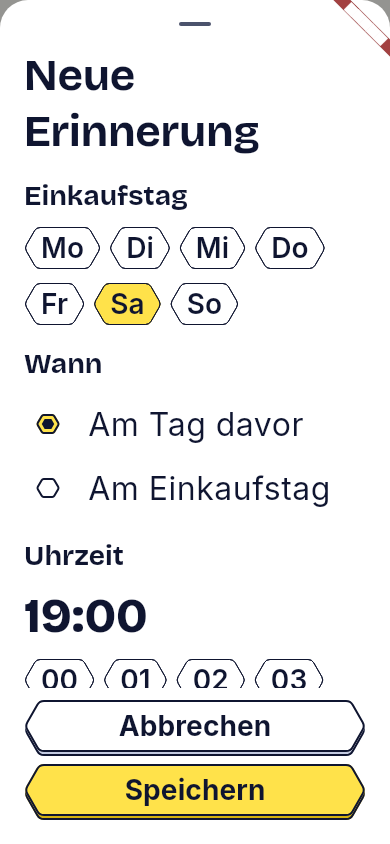 Neue
Erinnerung
Einkaufstag
Mo Di Mi Do
Fr Sa So
Wann
Am Tag davor
Am Einkaufstag
Uhrzeit
19:00
00 01 02 03
Abbrechen
Speichern